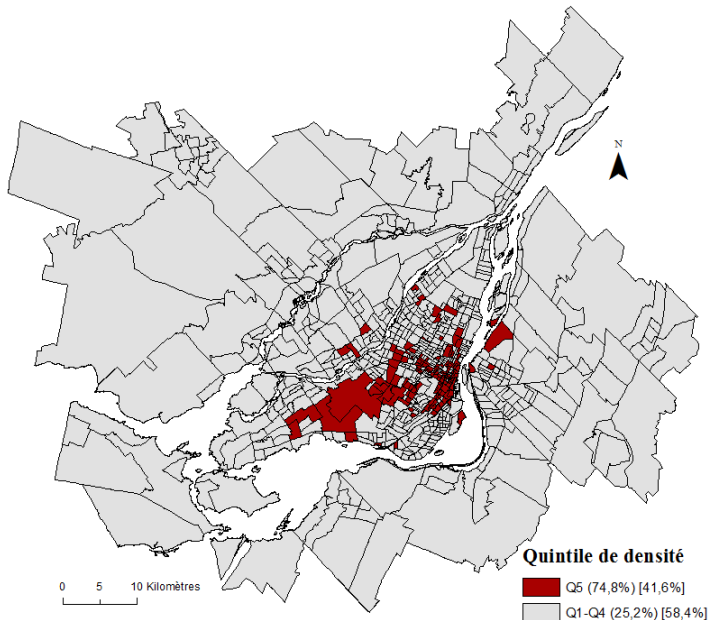 N
Quintile de densité
0 5 10 Kilomètres
Q5 (74,8%) [41,6%]
Q1-Q4 (25,2%) [58,4%]